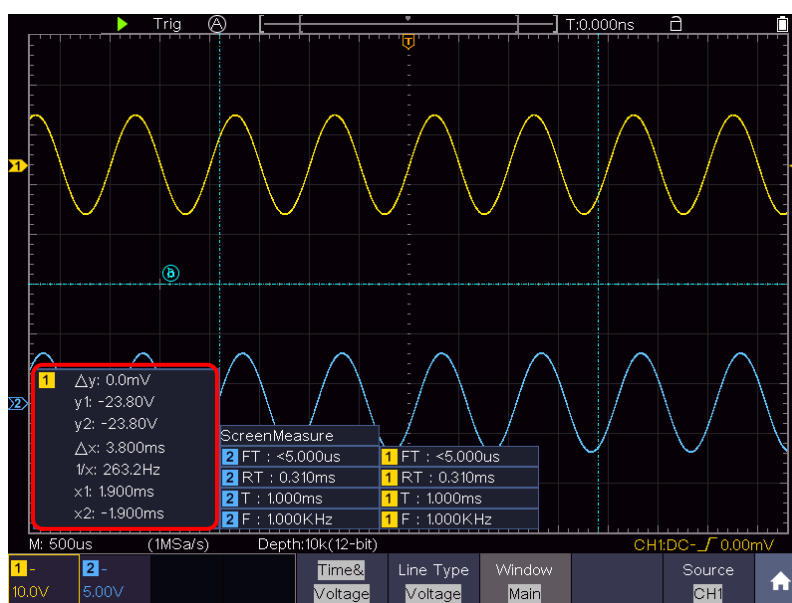 Trig A T:0.000ns
T
1
a
b
2
1 △y: 0.0mV
y1: -23.80V
y2: -23.80V
△x: 3.800ms
1/x: 263.2Hz
x1: 1.900ms
x2: -1.900ms
ScreenMeasure
2 FT : <5.000us 1 FT : <5.000us
2 RT : 0.310ms 1 RT : 0.310ms
2 T : 1.000ms 1 T : 1.000ms
2 F : 1.000KHz 1 F : 1.000KHz
M: 500us (1MSa/s) Depth:10k(12-bit) CH1:DC- 0.00mV
1 - 2 - Time& Line Type Window Source
10.0V 5.00V Voltage Voltage Main CH1